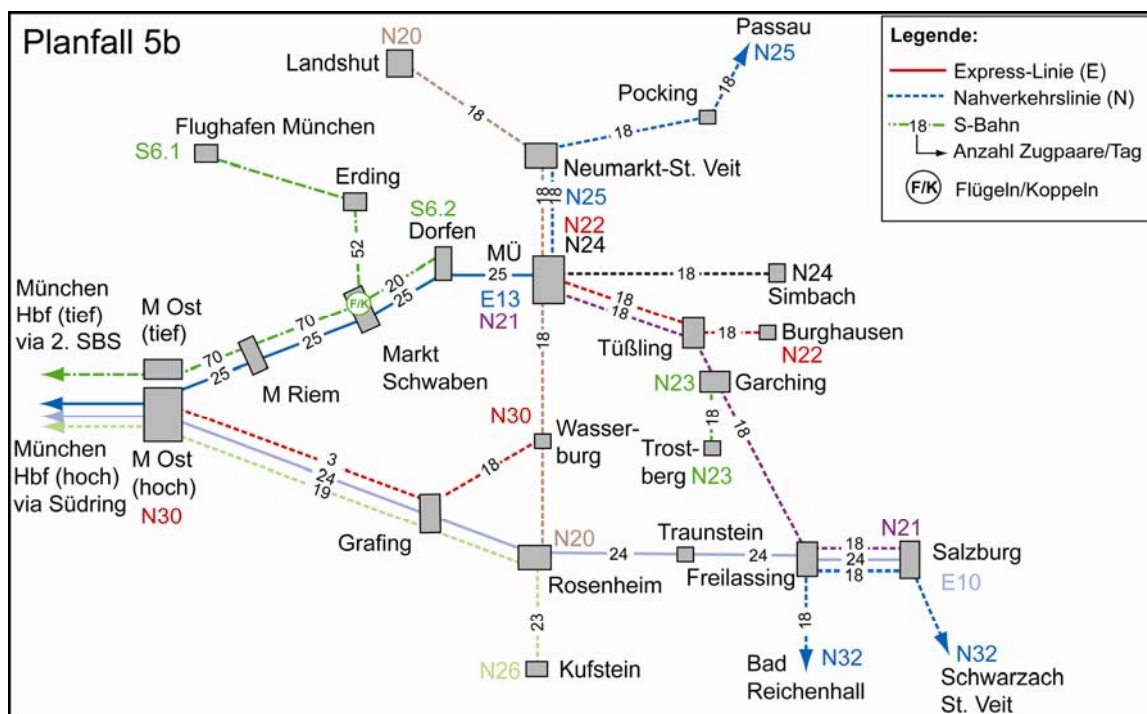 Planfall 5b
N20
Landshut
18
Passau
N25
18
Pocking
18
Legende:
Express-Linie (E)
Nahverkehrslinie (N)
S-Bahn
18
Anzahl Zugpaare/Tag
F/K
Flügeln/Koppeln
Flughafen München
S6.1
Erding
52
S6.2
Dorfen
Neumarkt-St. Veit
18
18
N25
N22
N24
MÜ
25
E13
N21
20
25
F/K
18
N24
Simbach
18
18
18
Burghausen
N22
Tüßling
München
Hbf (tief)
via 2. SBS
M Ost
(tief)
70
25
70
25
M Riem
Markt
Schwaben
18
N23
Garching
18
18
Trost-
berg
N23
N30
Wasser-
burg
18
München
Hbf (hoch)
via Südring
M Ost
(hoch)
N30
3
24
19
Grafing
N20
Rosenheim
24
Traunstein
24
Freilassing
18
24
18
N21
Salzburg
E10
23
N26
Kufstein
18
N32
Bad
Reichenhall
N32
Schwarzach
St. Veit